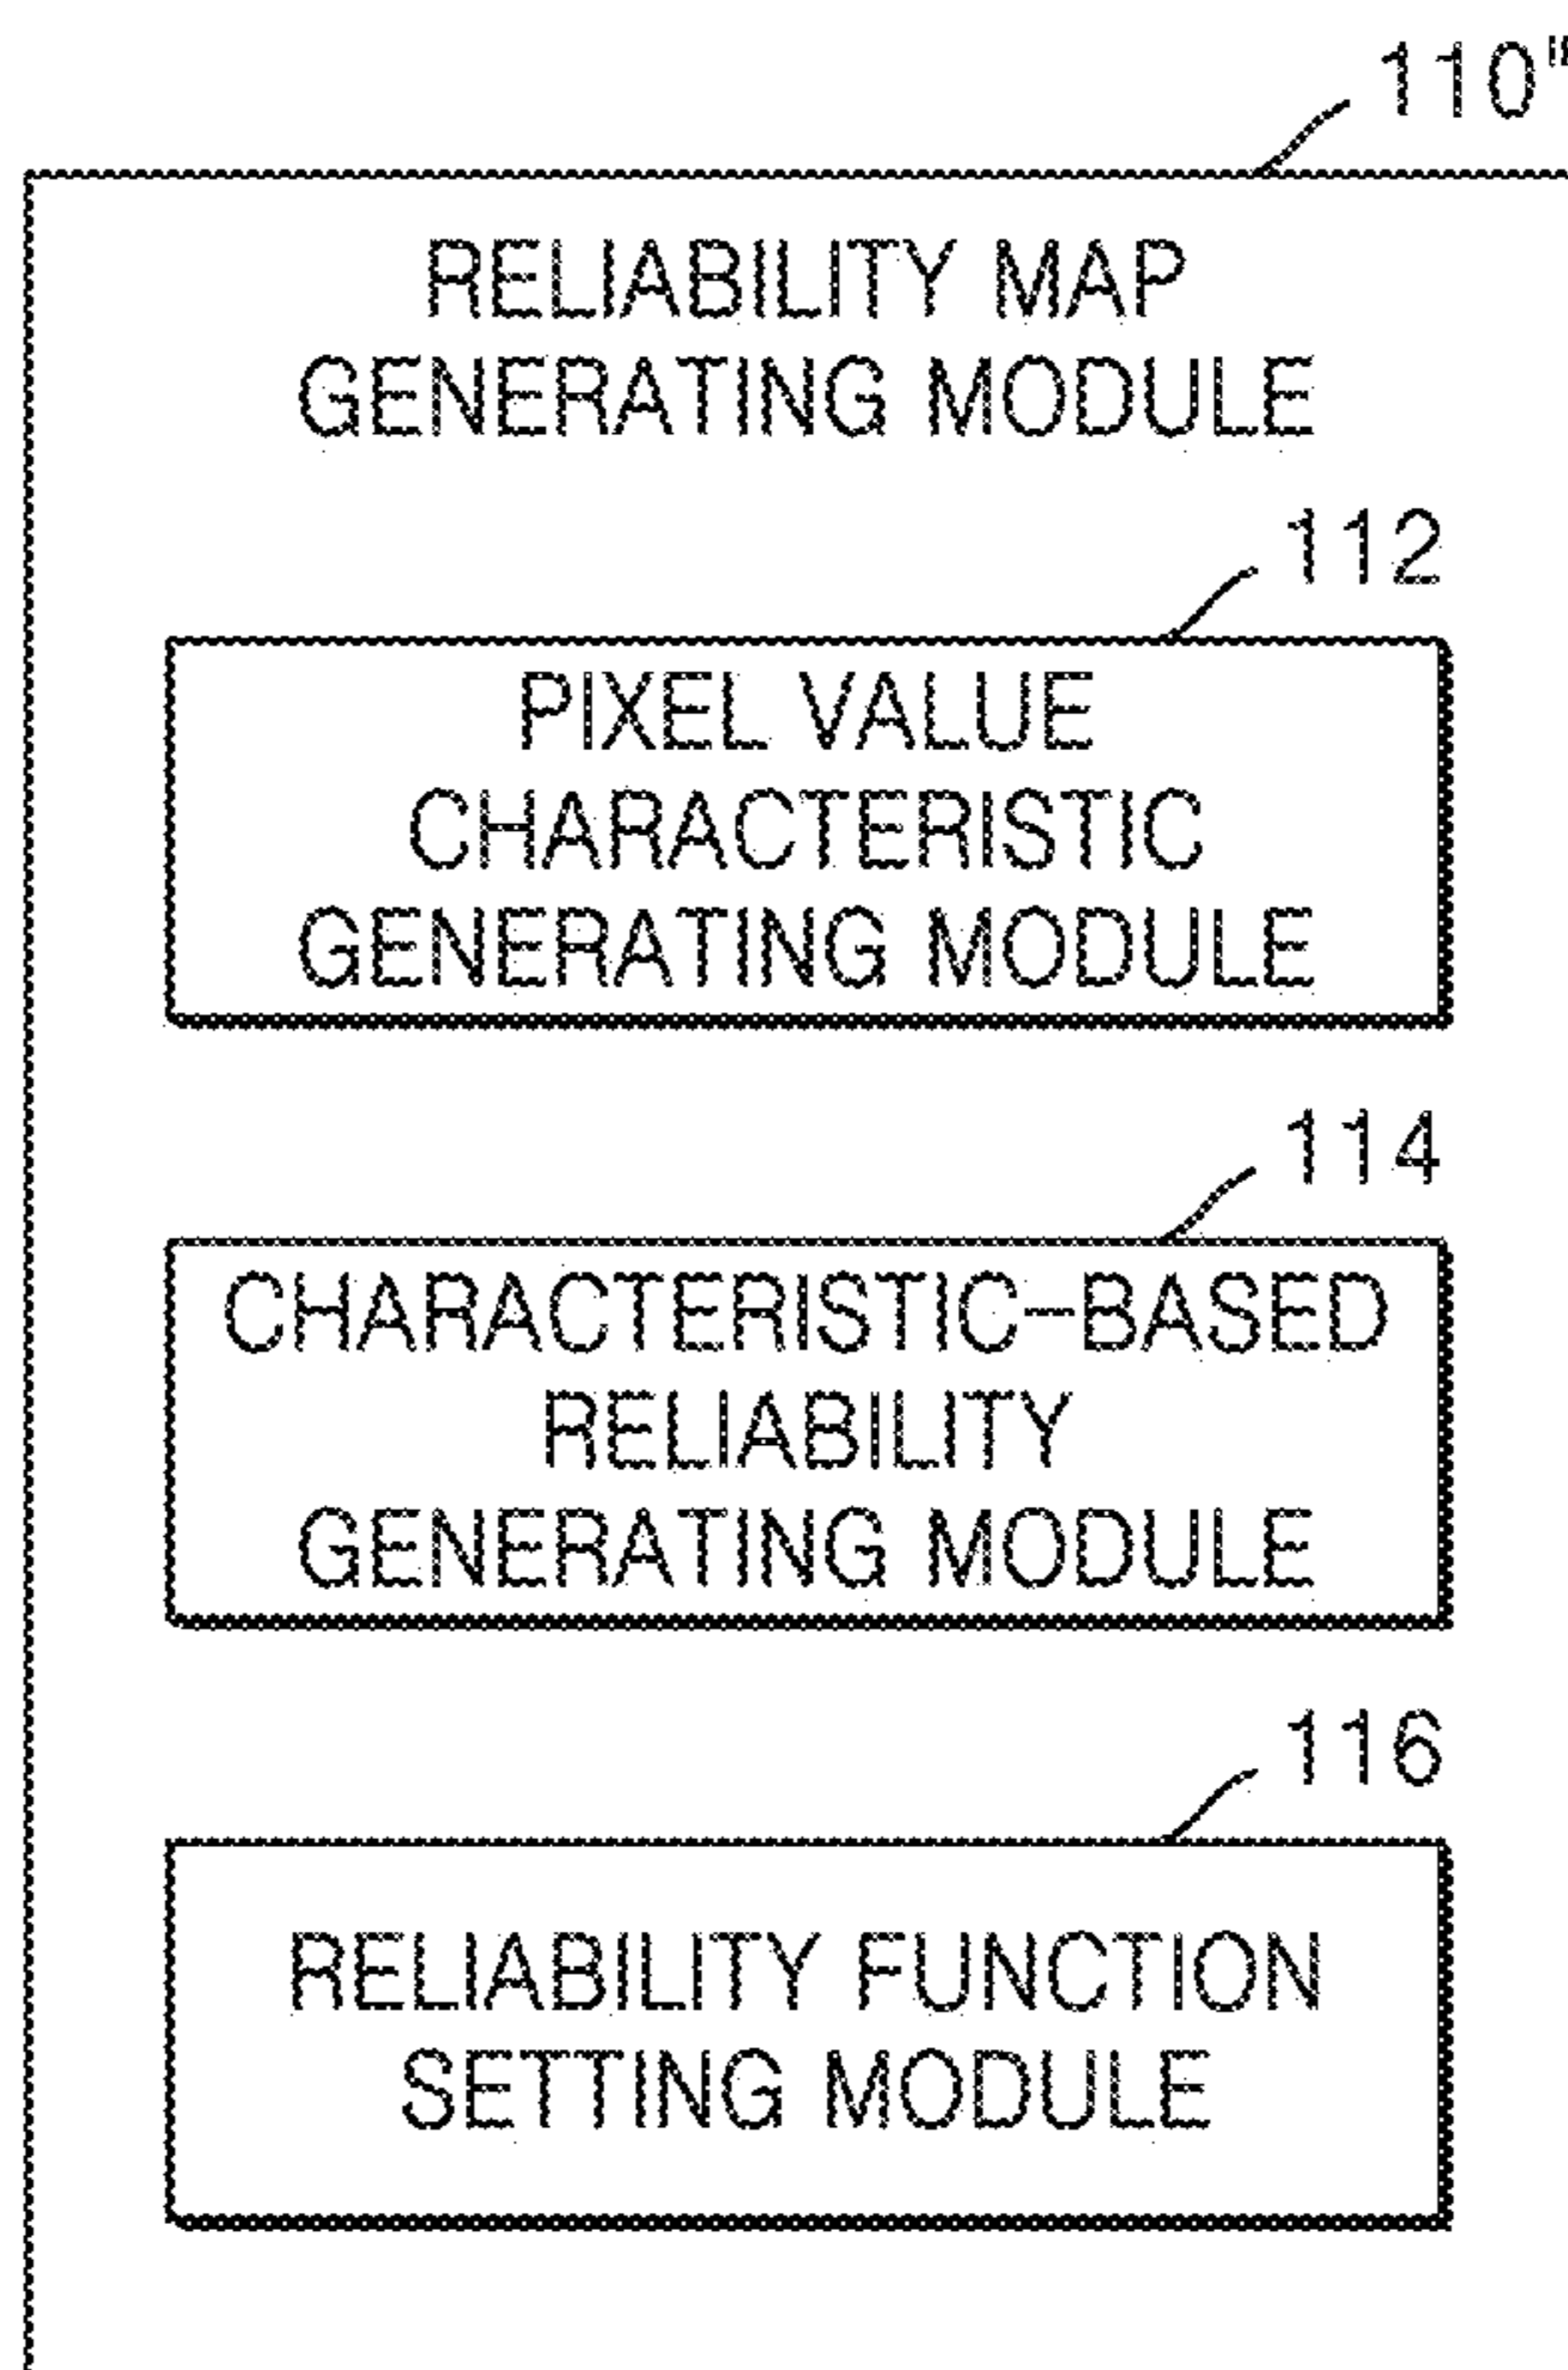 110"
RELIABILITY MAP
GENERATING MODULE
112
PIXEL VALUE
CHARACTERISTIC
GENERATING MODULE
114
CHARACTERISTIC-BASED
RELIABILITY
GENERATING MODULE
116
RELIABILITY FUNCTION
SETTING MODULE